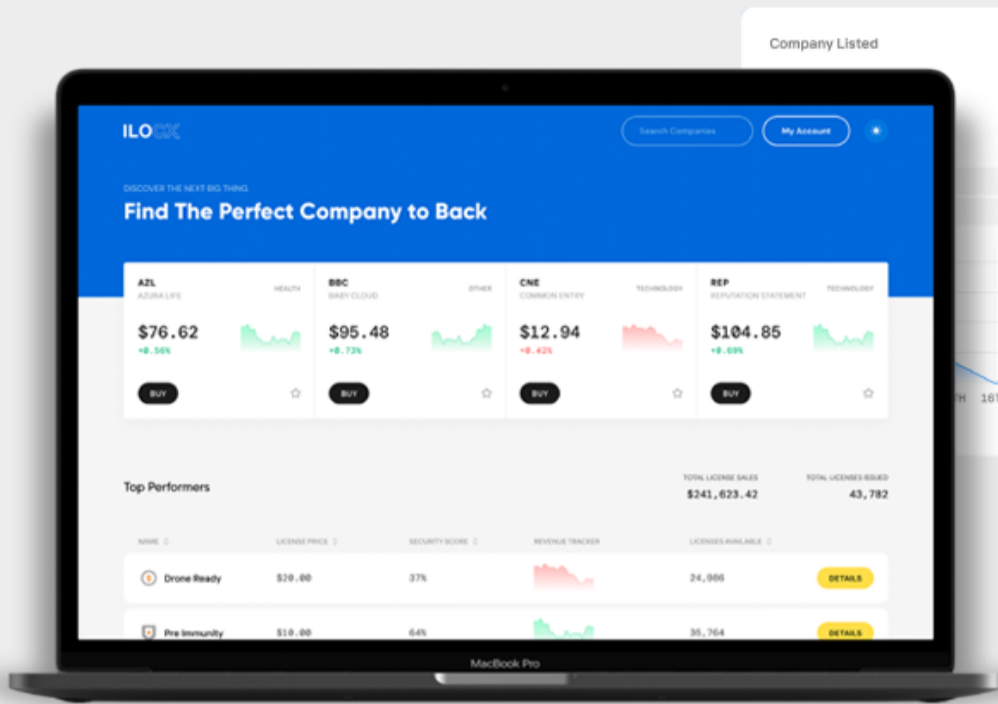 Company Listed
ILOCX
Search Companies
My Account
DISCOVER THE NEXT BIG THING
Find The Perfect Company to Back
AZL
AZURA LIFE
HEALTH
$76.62
+0.56%
BUY
BBC
BABY CLOUD
OTHER
$95.48
+0.73%
BUY
CNE
COMMON ENTRY
TECHNOLOGY
$12.94
+0.42%
BUY
REP
REPUTATION STATEMENT
TECHNOLOGY
$104.85
+0.69%
BUY
TH 16T
Top Performers
TOTAL LICENSE SALES
$241,623.42
TOTAL LICENSES ISSUED
43,782
NAME LICENSE PRICE SECURITY SCORE REVENUE TRACKER LICENSES AVAILABLE
Drone Ready $20.00 37% 24,986 DETAILS
Pre Immunity $10.00 64% 35,764 DETAILS
MacBook Pro